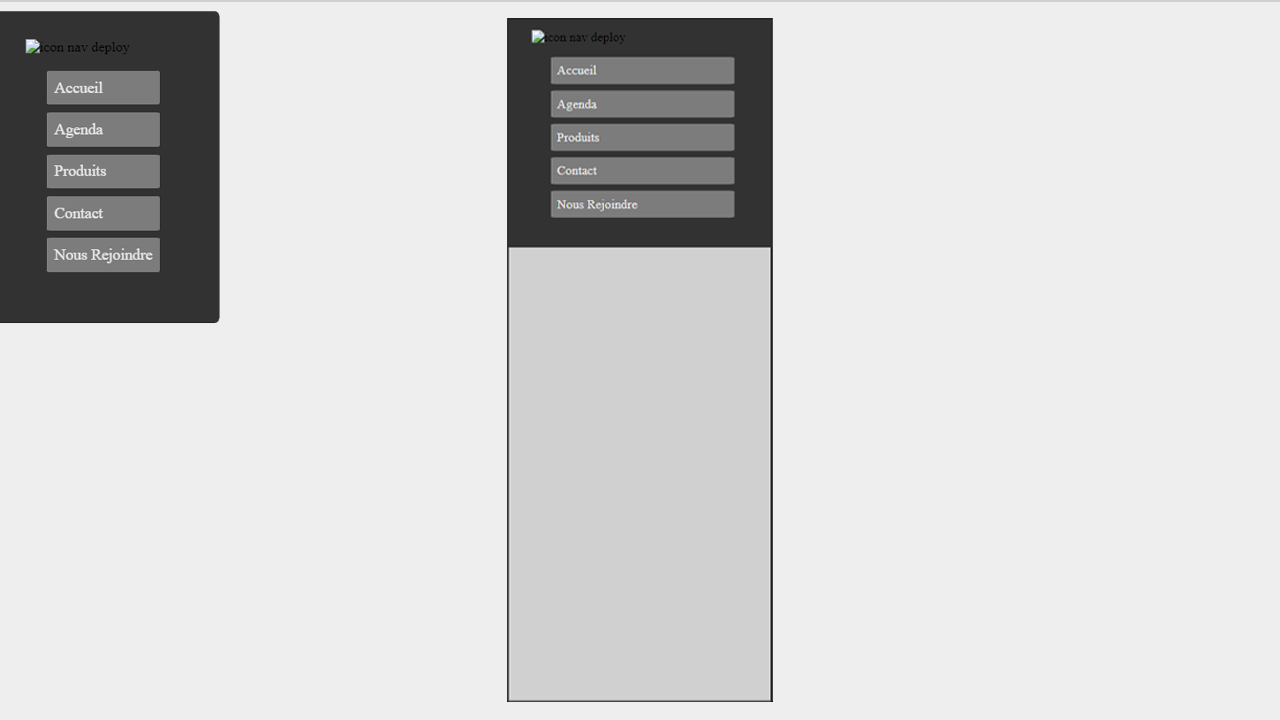 icon nav deploy
Accueil
Agenda
Produits
Contact
Nous Rejoindre
icon nav deploy
Accueil
Agenda
Produits
Contact
Nous Rejoindre